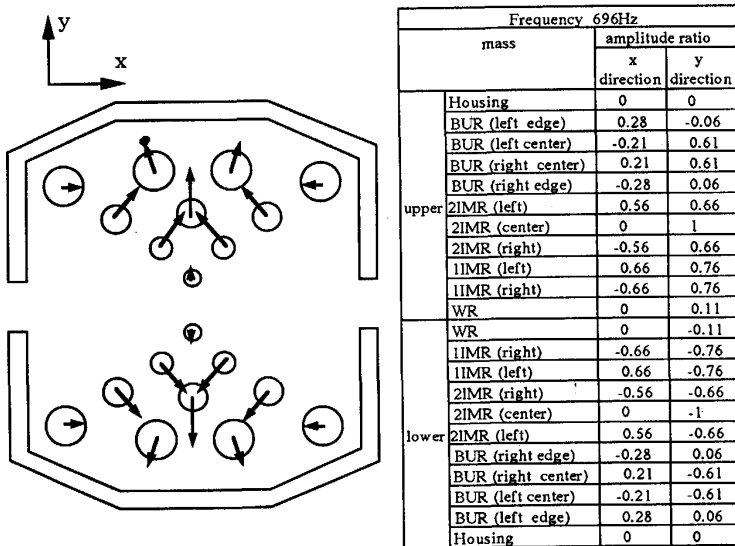 y
x
Frequency 696Hz
mass
amplitude ratio
x direction
y direction
upper
Housing 0 0
BUR (left edge) 0.28 -0.06
BUR (left center) -0.21 0.61
BUR (right center) 0.21 0.61
BUR (right edge) -0.28 0.06
2IMR (left) 0.56 0.66
2IMR (center) 0 1
2IMR (right) -0.56 0.66
1IMR (left) 0.66 0.76
1IMR (right) -0.66 0.76
WR 0 0.11
lower
WR 0 -0.11
1IMR (right) -0.66 -0.76
1IMR (left) 0.66 -0.76
2IMR (right) -0.56 -0.66
2IMR (center) 0 -1
2IMR (left) 0.56 -0.66
BUR (right edge) -0.28 0.06
BUR (right center) 0.21 -0.61
BUR (left center) -0.21 -0.61
BUR (left edge) 0.28 0.06
Housing 0 0